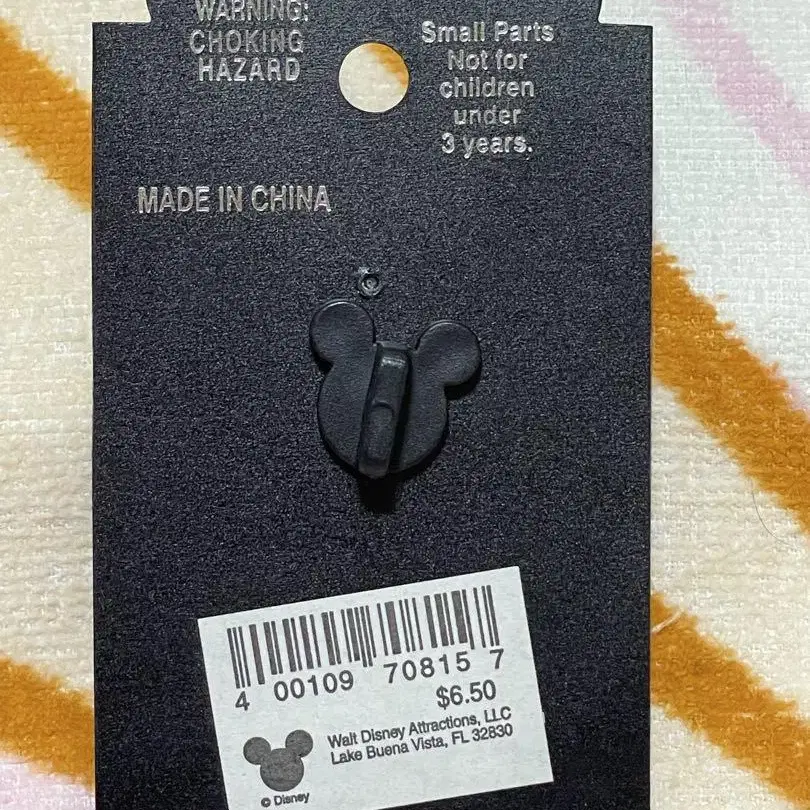 WARNING:
CHOKING
HAZARD
Small Parts
Not for
children
under
3 years.
MADE IN CHINA
4 00109 70815 7
$6.50
Walt Disney Attractions, LLC
Lake Buena Vista, FL 32830
© Disney